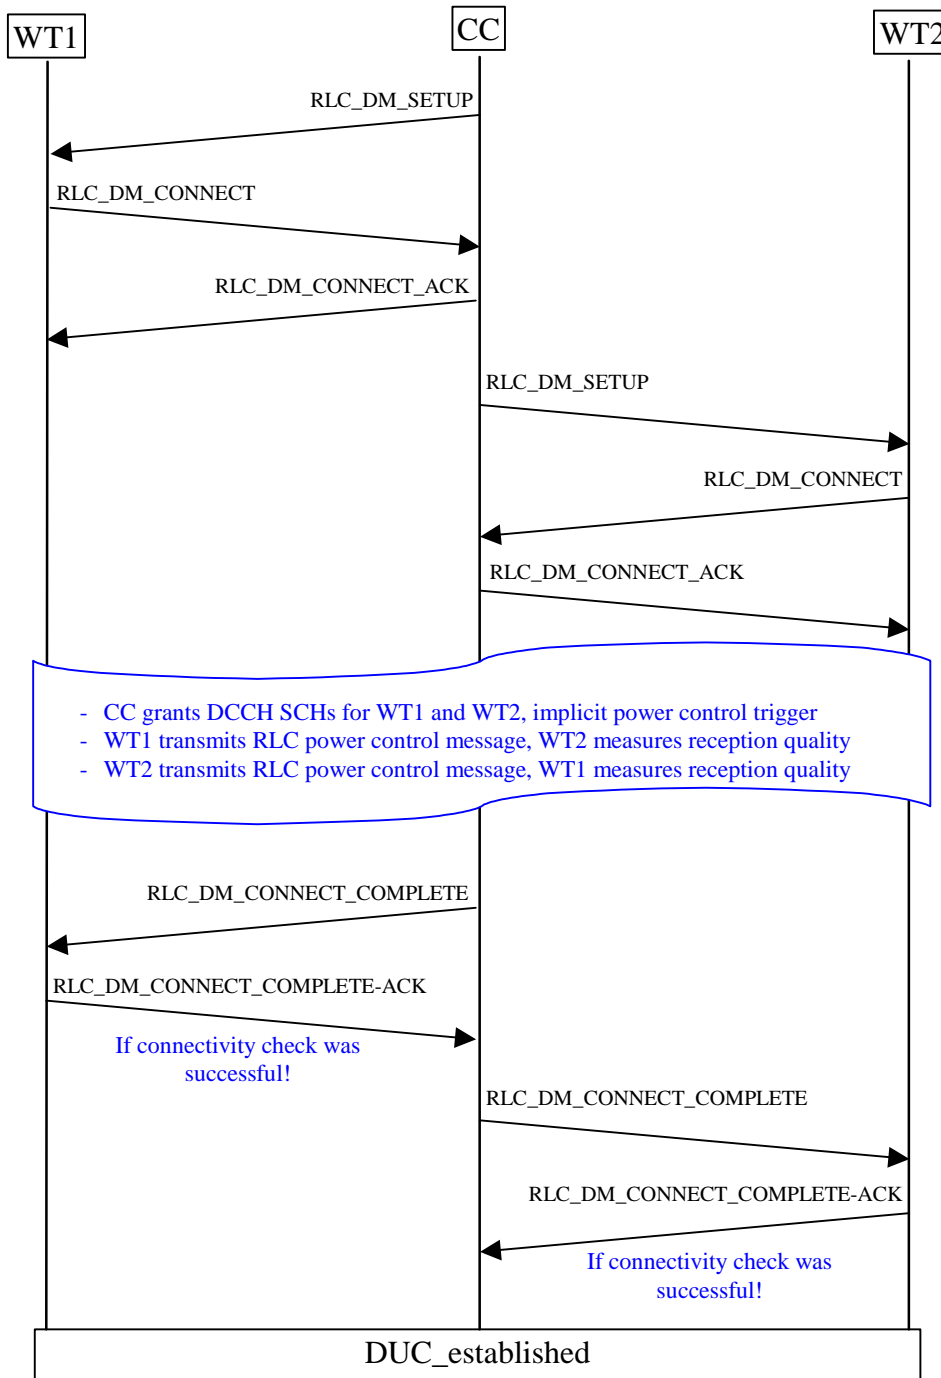 WT1
CC
WT2
RLC_DM_SETUP
RLC_DM_CONNECT
RLC_DM_CONNECT_ACK
RLC_DM_SETUP
RLC_DM_CONNECT
RLC_DM_CONNECT_ACK
- CC grants DCCH SCHs for WT1 and WT2, implicit power control trigger
- WT1 transmits RLC power control message, WT2 measures reception quality
- WT2 transmits RLC power control message, WT1 measures reception quality
RLC_DM_CONNECT_COMPLETE
RLC_DM_CONNECT_COMPLETE-ACK
If connectivity check was
successful!
RLC_DM_CONNECT_COMPLETE
RLC_DM_CONNECT_COMPLETE-ACK
If connectivity check was
successful!
DUC_established